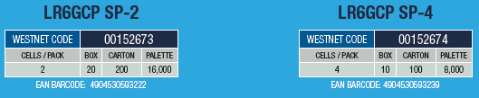 LR6GCP SP-2
WESTNET CODE 00152673
CELLS / PACK BOX CARTON PALETTE
2 20 200 16,000
EAN BARCODE: 4904530593222
LR6GCP SP-4
WESTNET CODE 00152674
CELLS / PACK BOX CARTON PALETTE
4 10 100 8,000
EAN BARCODE: 4904530593239